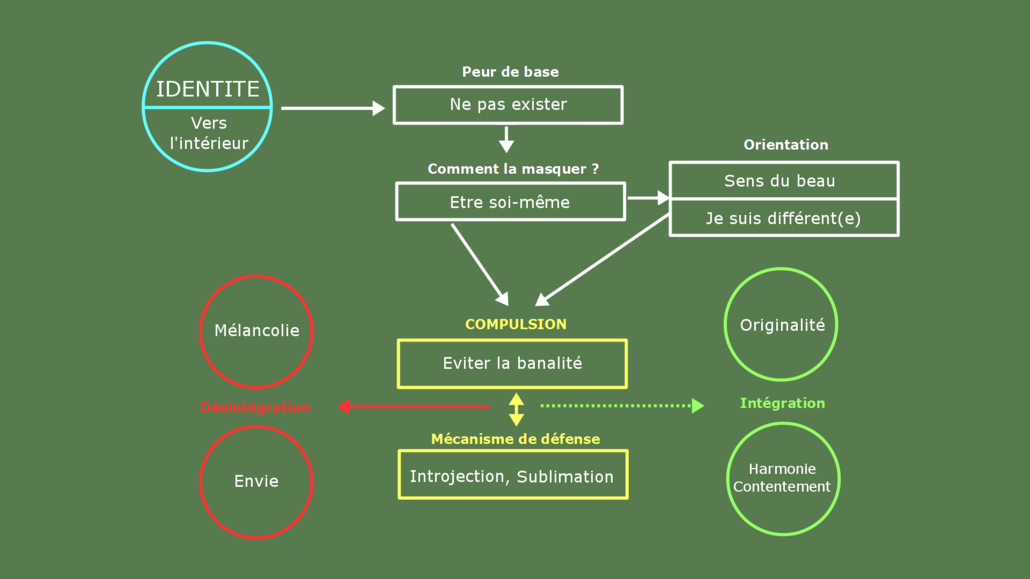 IDENTITE
Vers
l'intérieur
Peur de base
Ne pas exister
Comment la masquer ?
Etre soi-même
Orientation
Sens du beau
Je suis différent(e)
COMPULSION
Eviter la banalité
Mécanisme de défense
Introjection, Sublimation
Mélancolie
Désintégration
Envie
Originalité
Intégration
Harmonie
Contentement